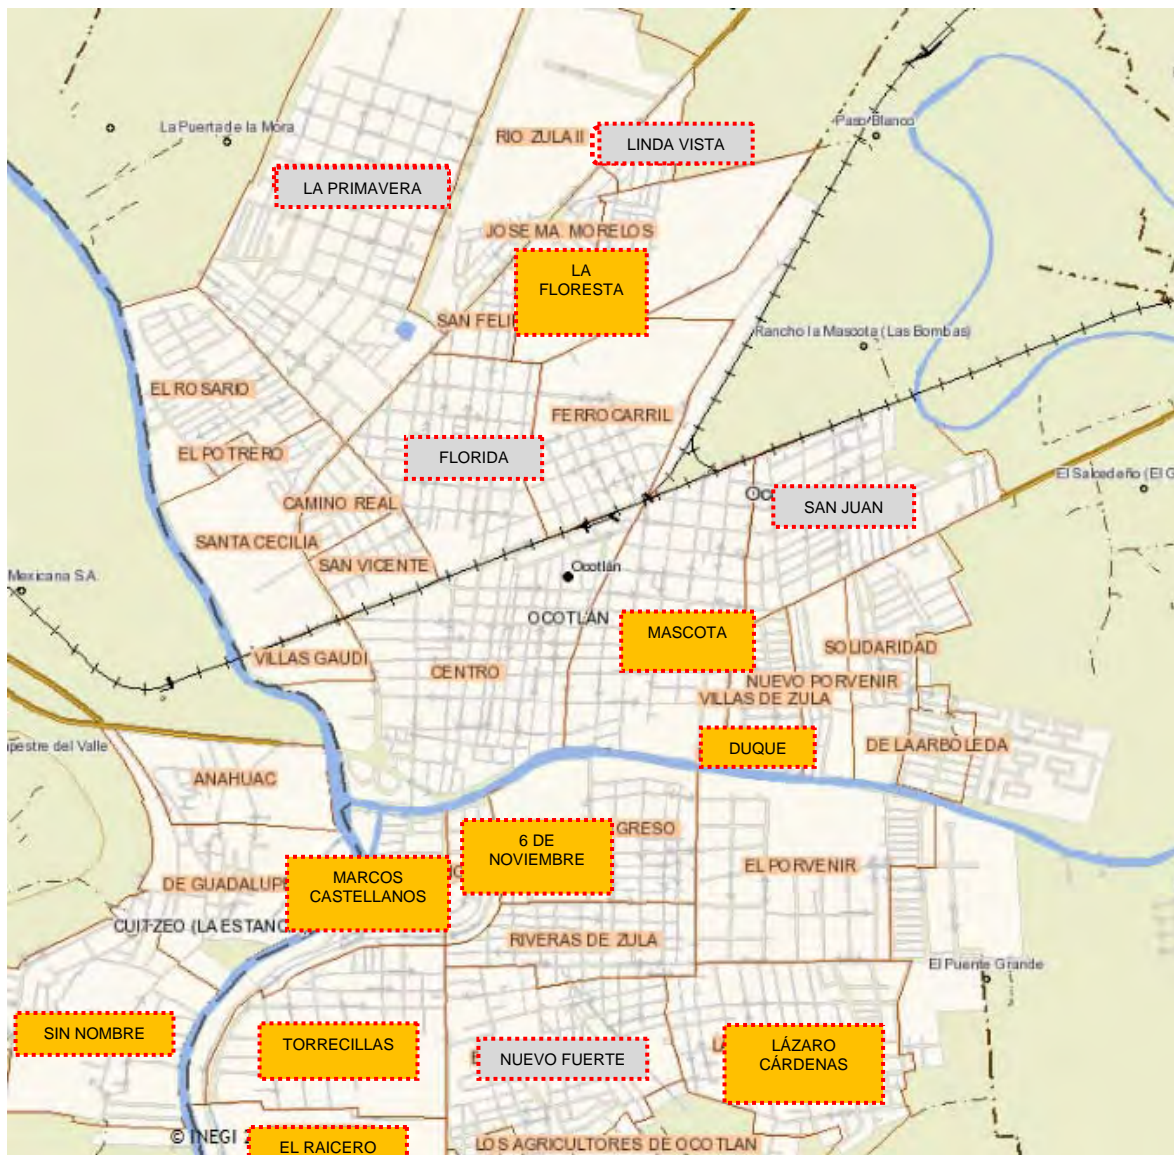 La Puerta de la Mora
RIO ZULA II
LINDA VISTA
Paso Blanco
LA PRIMAVERA
JOSE MA. MORELOS
LA
FLORESTA
SAN FELI
Rancho la Mascota (Las Bombas)
EL ROSARIO
FERROCARRIL
EL POTRERO
FLORIDA
El Salcedeño (El G
CAMINO REAL
SAN JUAN
SANTA CECILIA
SAN VICENTE
Mexicana S.A.
Ocotlán
OCOTLÁN
MASCOTA
SOLIDARIDAD
VILLAS GAUDI
CENTRO
NUEVO PORVENIR
VILLAS DE ZULA
pestre del Valle
DUQUE
DE LA ARBOLEDA
ANAHUAC
6 DE
NOVIEMBRE
GRESO
EL PORVENIR
MARCOS
CASTELLANOS
DE GUADALUPE
CUITZEO (LA ESTANC
RIVERAS DE ZULA
El Puente Grande
SIN NOMBRE
TORRECILLAS
NUEVO FUERTE
LÁZARO
CÁRDENAS
© INEGI
EL RAICERO
LOS AGRICULTORES DE OCOTLAN